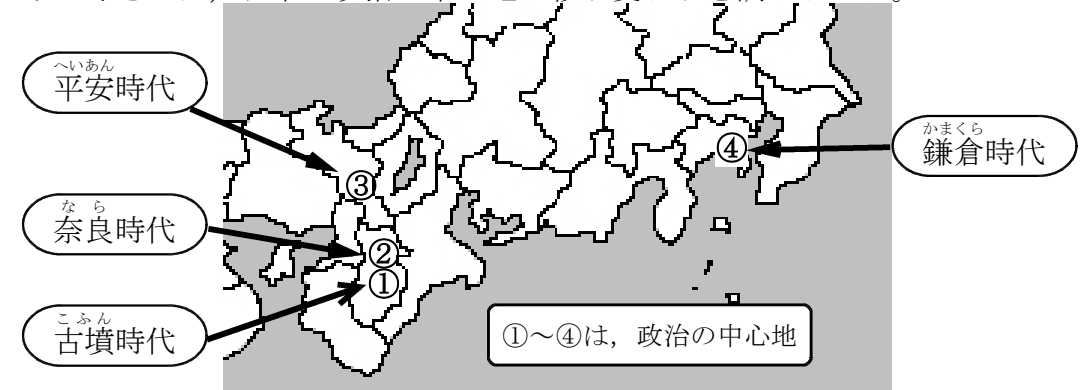 へいあん
平安時代
③
なら
奈良時代
②
①
こふん
古墳時代
④
かまくら
鎌倉時代
①～④は，政治の中心地